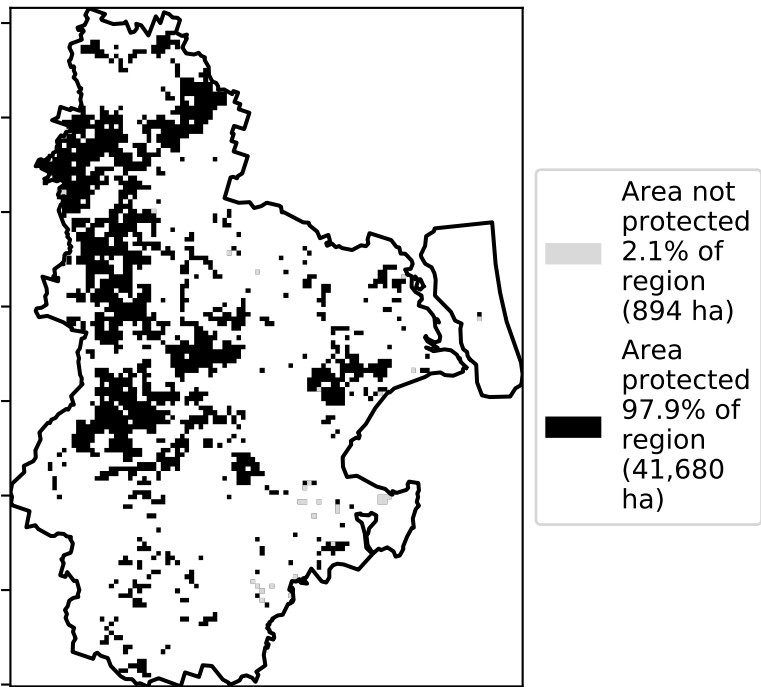 Area not
protected
2.1% of
region
(894 ha)
Area
protected
97.9% of
region
(41,680
ha)